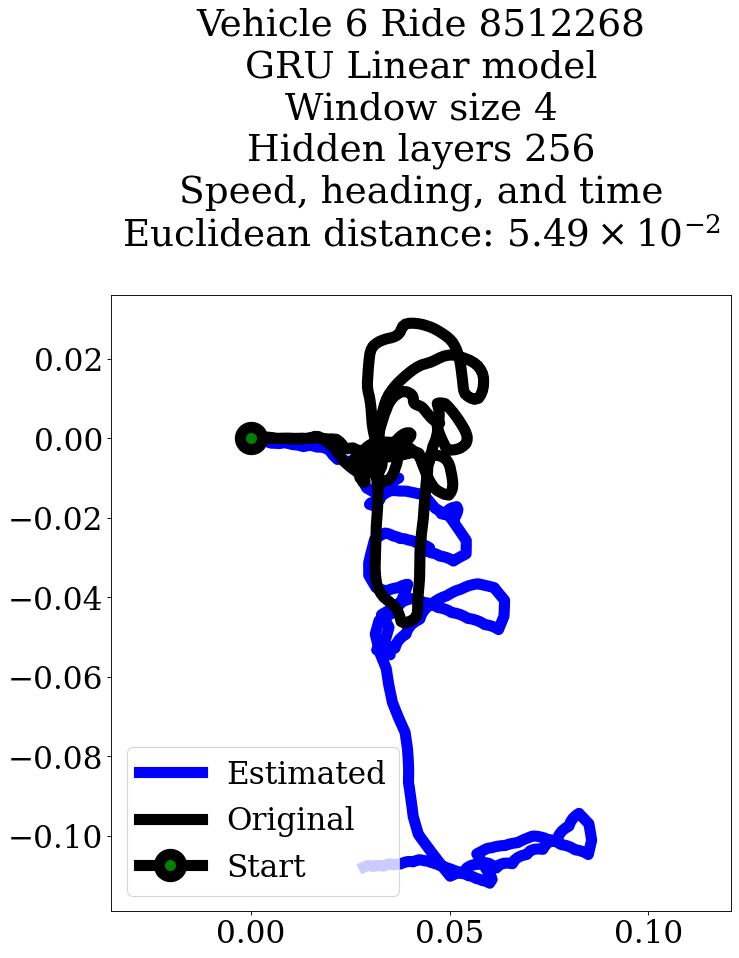 Vehicle 6 Ride 8512268
GRU Linear model
Window size 4
Hidden layers 256
Speed, heading, and time
Euclidean distance: 5.49 × 10⁻²
0.02
0.00
−0.02
−0.04
−0.06
−0.08
−0.10
Estimated
Original
Start
0.00 0.05 0.10